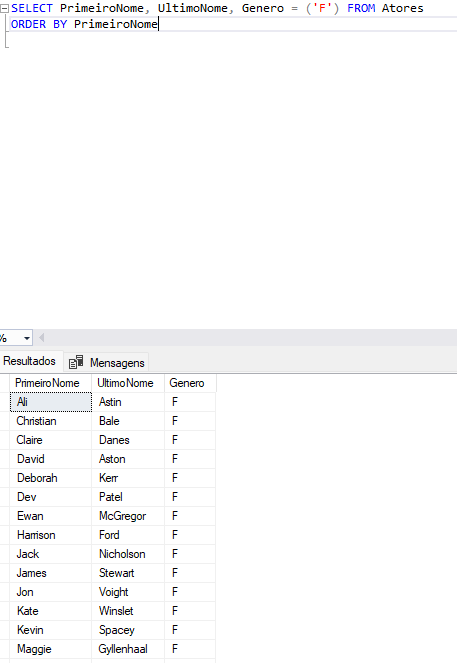 SELECT PrimeiroNome, UltimoNome, Genero = ('F') FROM Atores
ORDER BY PrimeiroNome
%
Resultados Mensagens
PrimeiroNome UltimoNome Genero
Ali Astin F
Christian Bale F
Claire Danes F
David Aston F
Deborah Kerr F
Dev Patel F
Ewan McGregor F
Harrison Ford F
Jack Nicholson F
James Stewart F
Jon Voight F
Kate Winslet F
Kevin Spacey F
Maggie Gyllenhaal F